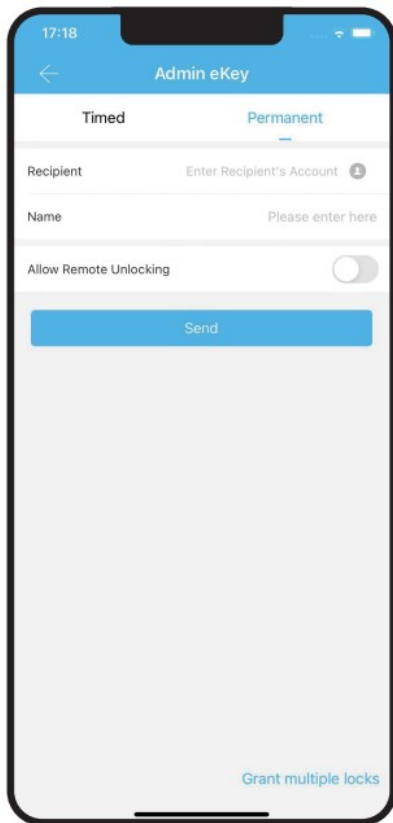 17:18
Admin eKey
Timed Permanent
Recipient Enter Recipient's Account
Name Please enter here
Allow Remote Unlocking
Send
Grant multiple locks